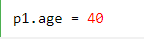 p1.age = 40